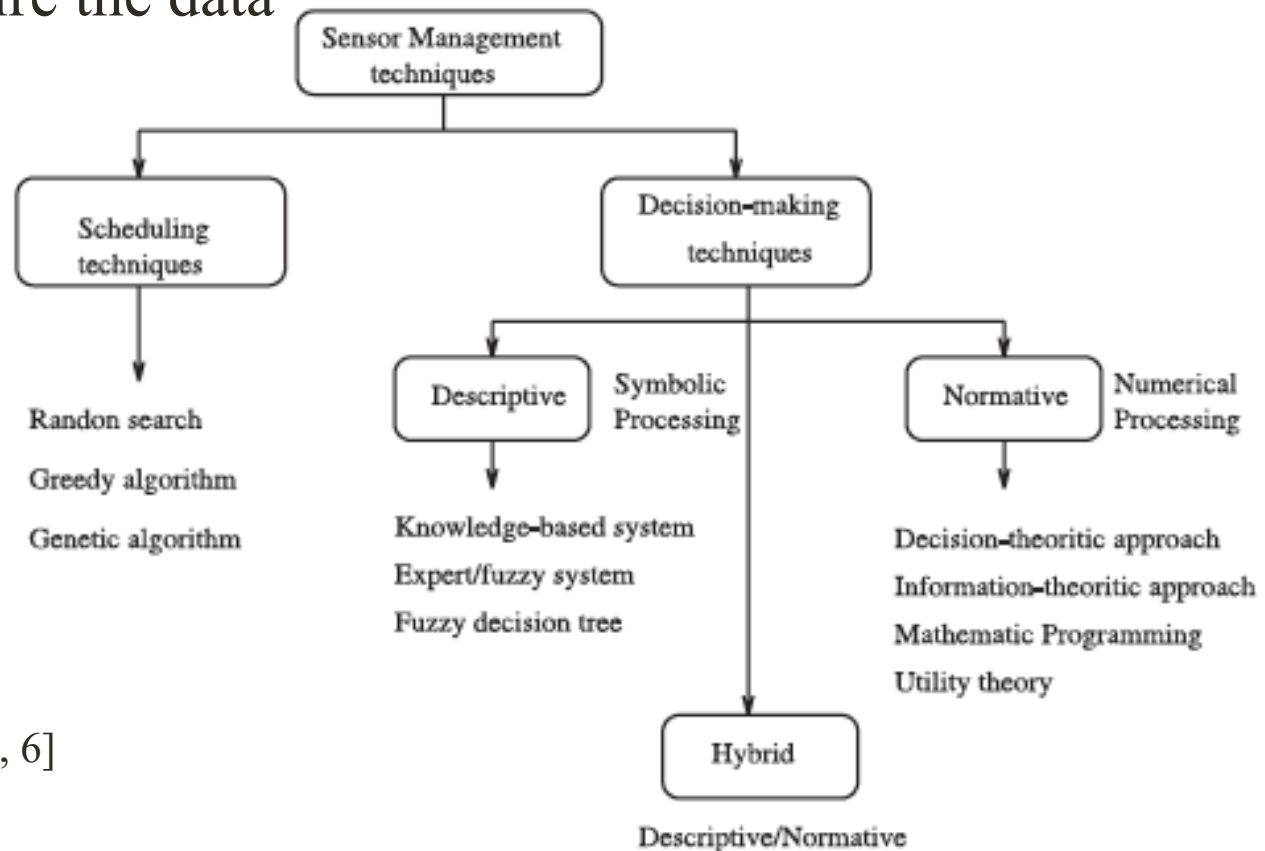 the data
Sensor Management
techniques
Scheduling
techniques
Randon search
Greedy algorithm
Genetic algorithm
Decision-making
techniques
Descriptive
Symbolic
Processing
Knowledge-based system
Expert/fuzzy system
Fuzzy decision tree
Normative
Numerical
Processing
Decision-theoritic approach
Information-theoritic approach
Mathematic Programming
Utility theory
Hybrid
Descriptive/Normative
, 6]